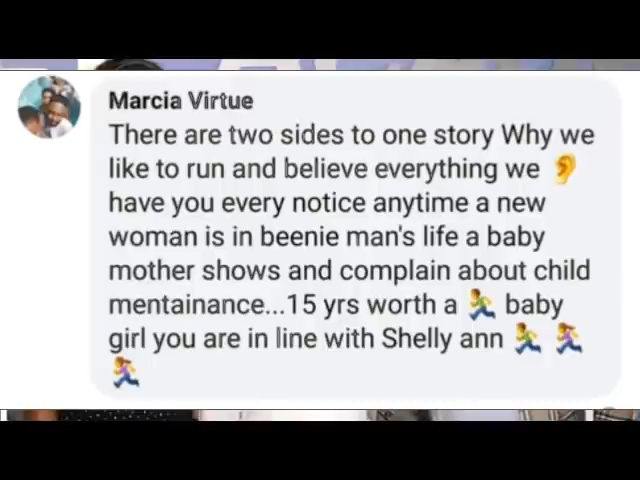 Marcia Virtue
There are two sides to one story Why we
like to run and believe everything we 👂
have you every notice anytime a new
woman is in beenie man's life a baby
mother shows and complain about child
mentainance...15 yrs worth a 🏃‍♂️ baby
girl you are in line with Shelly ann 🏃‍♂️ 🏃‍♀️
🏃‍♀️